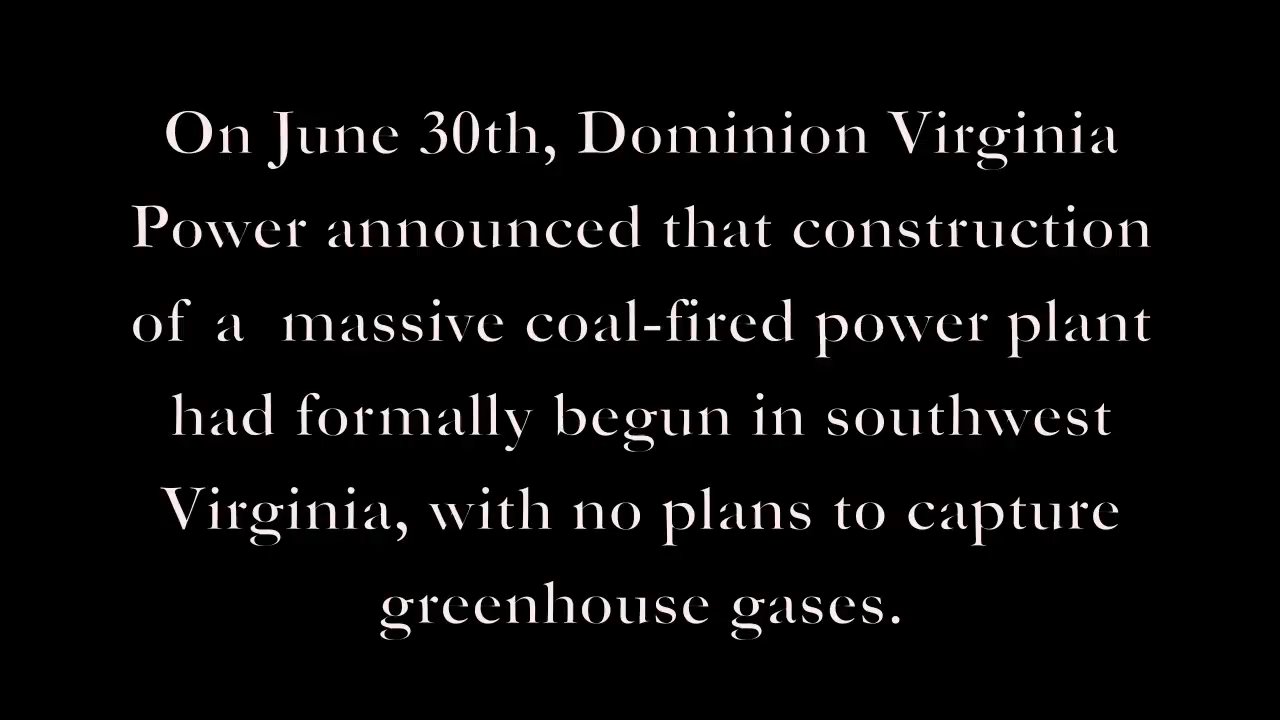 On June 30th, Dominion Virginia
Power announced that construction
of a massive coal-fired power plant
had formally begun in southwest
Virginia, with no plans to capture
greenhouse gases.